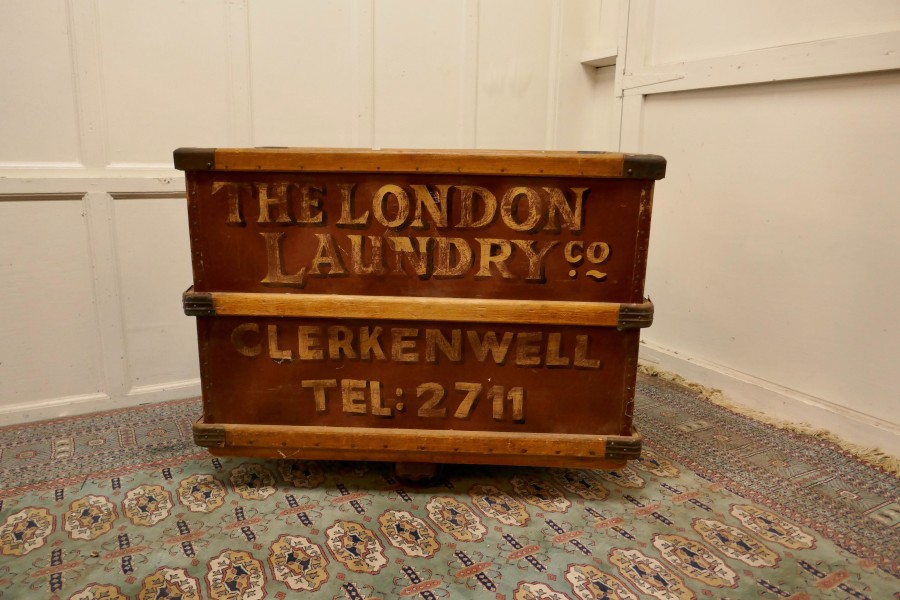 THE LONDON
LAUNDRY CO
CLERKENWELL
TEL: 2711